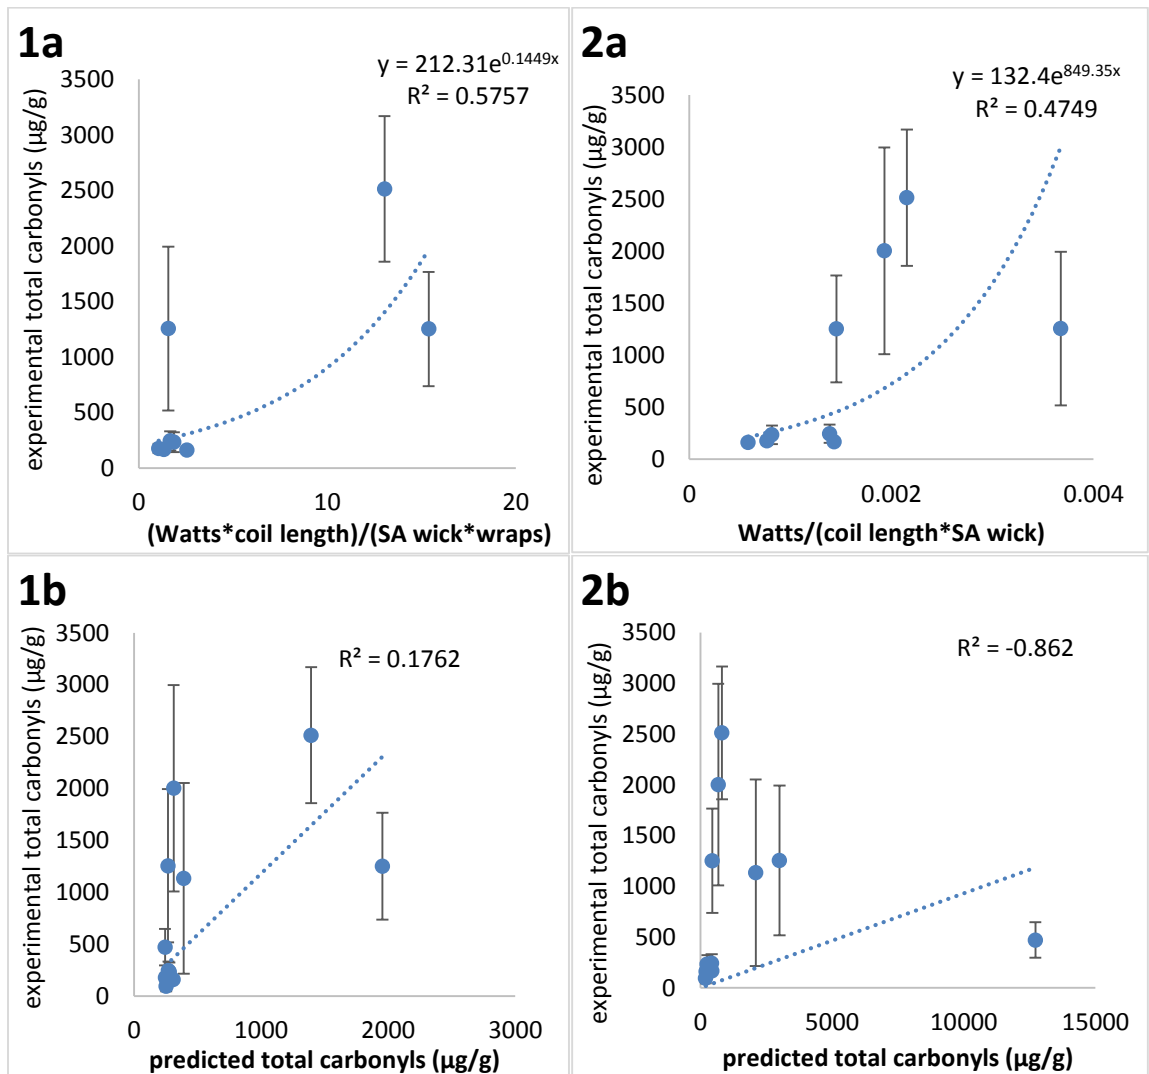 1a
y = 212.31e^0.1449x
R² = 0.5757
experimental total carbonyls (µg/g)
3500
3000
2500
2000
1500
1000
500
0
0 10 20
(Watts*coil length)/(SA wick*wraps)
2a
y = 132.4e^849.35x
R² = 0.4749
experimental total carbonyls (µg/g)
3500
3000
2500
2000
1500
1000
500
0
0 0.002 0.004
Watts/(coil length*SA wick)
1b
R² = 0.1762
experimental total carbonyls (µg/g)
3500
3000
2500
2000
1500
1000
500
0
0 1000 2000 3000
predicted total carbonyls (µg/g)
2b
R² = -0.862
experimental total carbonyls (µg/g)
3500
3000
2500
2000
1500
1000
500
0
0 5000 10000 15000
predicted total carbonyls (µg/g)